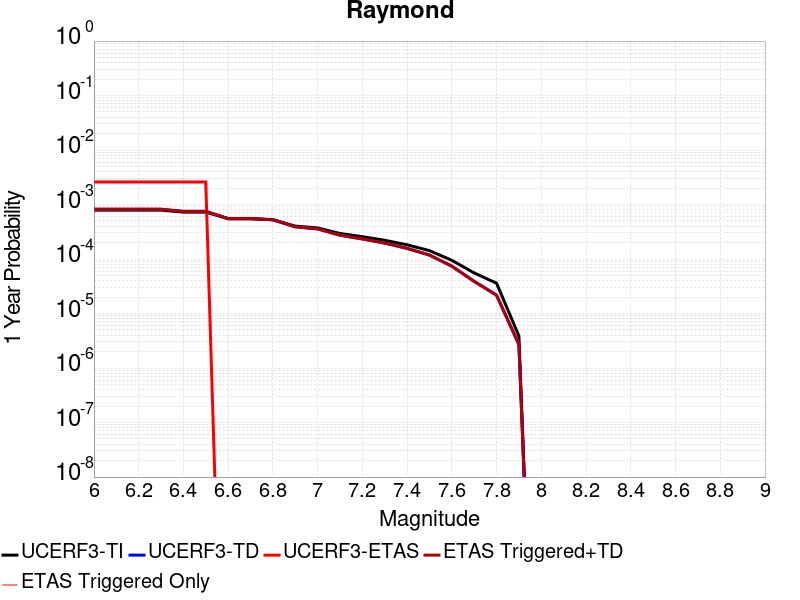 Raymond
10^0
10^-1
10^-2
10^-3
10^-4
10^-5
10^-6
10^-7
10^-8
1 Year Probability
6 6.2 6.4 6.6 6.8 7 7.2 7.4 7.6 7.8 8 8.2 8.4 8.6 8.8 9
Magnitude
UCERF3-TI UCERF3-TD UCERF3-ETAS ETAS Triggered+TD
ETAS Triggered Only